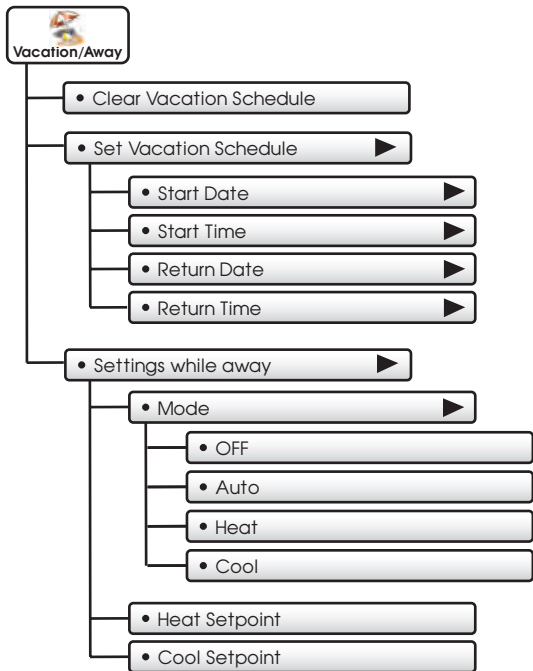 Vacation/Away
• Clear Vacation Schedule
• Set Vacation Schedule
• Start Date
• Start Time
• Return Date
• Return Time
• Settings while away
• Mode
• OFF
• Auto
• Heat
• Cool
• Heat Setpoint
• Cool Setpoint